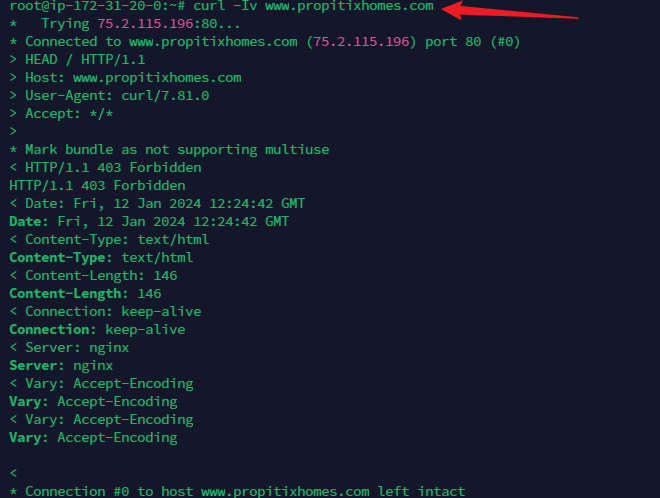 root@ip-172-31-20-0:~# curl -Iv www.propitixhomes.com
*   Trying 75.2.115.196:80...
* Connected to www.propitixhomes.com (75.2.115.196) port 80 (#0)
> HEAD / HTTP/1.1
> Host: www.propitixhomes.com
> User-Agent: curl/7.81.0
> Accept: */*
>
* Mark bundle as not supporting multiuse
< HTTP/1.1 403 Forbidden
HTTP/1.1 403 Forbidden
< Date: Fri, 12 Jan 2024 12:24:42 GMT
Date: Fri, 12 Jan 2024 12:24:42 GMT
< Content-Type: text/html
Content-Type: text/html
< Content-Length: 146
Content-Length: 146
< Connection: keep-alive
Connection: keep-alive
< Server: nginx
Server: nginx
< Vary: Accept-Encoding
Vary: Accept-Encoding
< Vary: Accept-Encoding
Vary: Accept-Encoding
<
* Connection #0 to host www.propitixhomes.com left intact